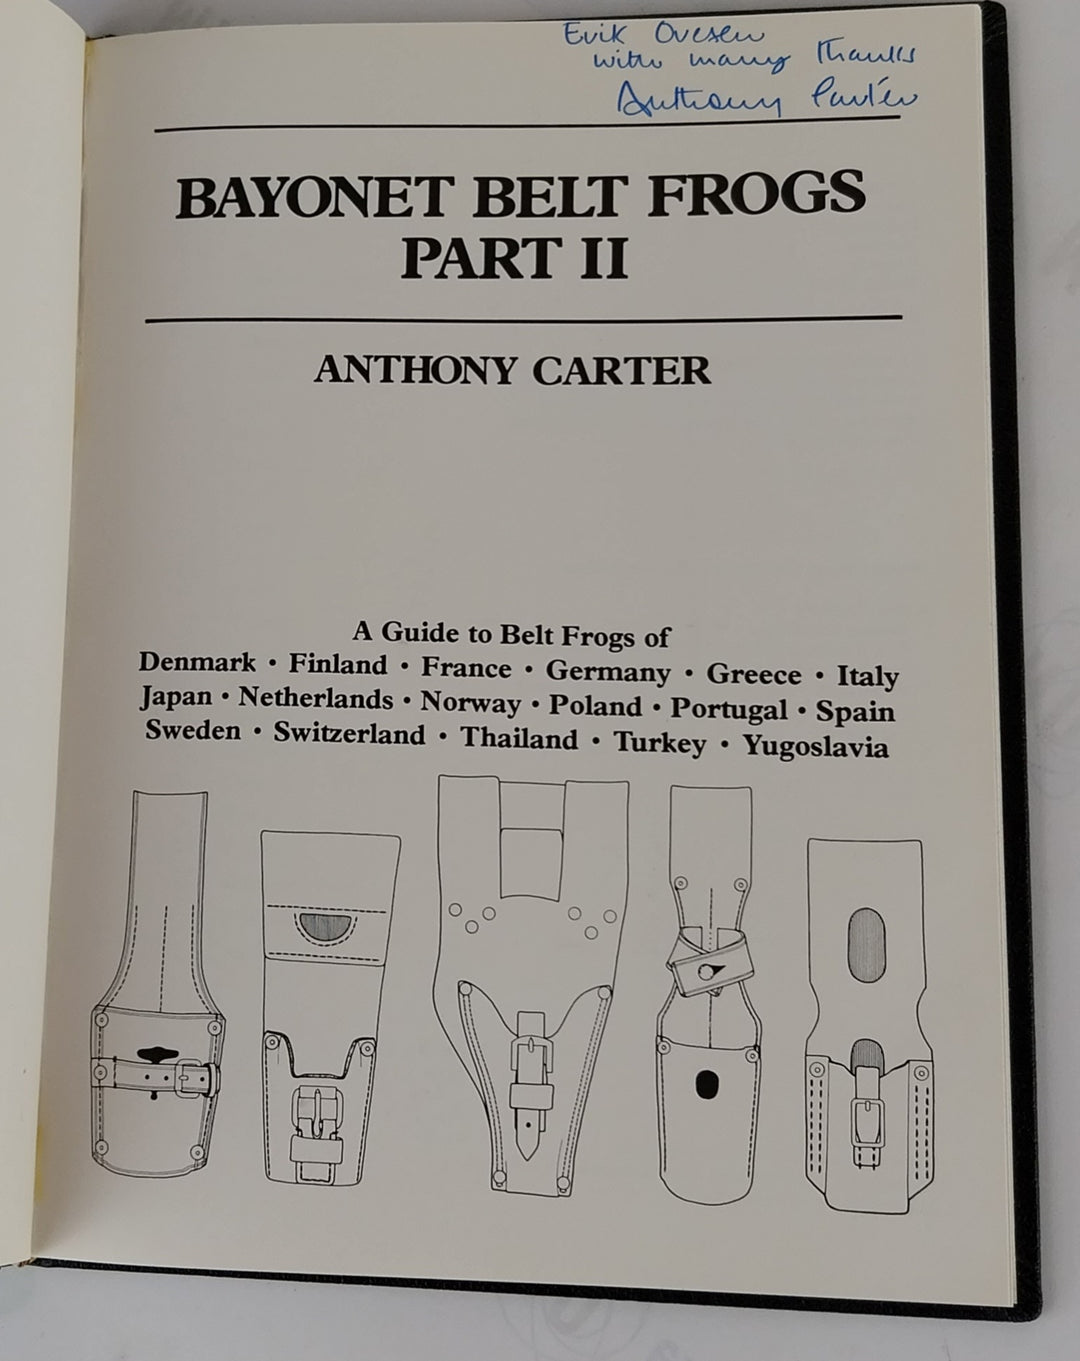 Erik Ovesen
with many thanks
Anthony Carter
BAYONET BELT FROGS
PART II
ANTHONY CARTER
A Guide to Belt Frogs of
Denmark • Finland • France • Germany • Greece • Italy
Japan • Netherlands • Norway • Poland • Portugal • Spain
Sweden • Switzerland • Thailand • Turkey • Yugoslavia